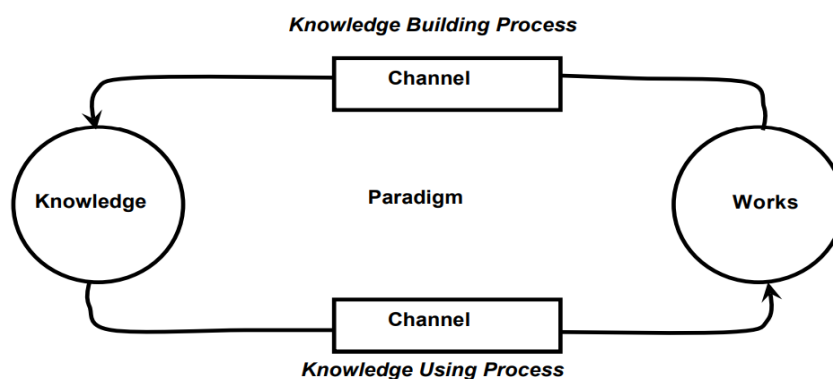 Knowledge Building Process
Channel
Knowledge
Paradigm
Works
Channel
Knowledge Using Process